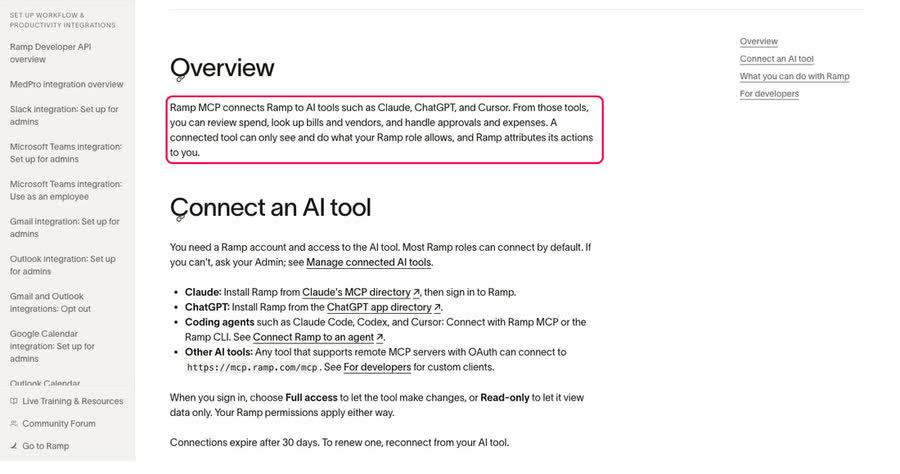 SET UP WORKFLOW &
PRODUCTIVITY INTEGRATIONS
Ramp Developer API
overview
MedPro integration overview
Slack integration: Set up for
admins
Microsoft Teams integration:
Set up for admins
Microsoft Teams integration:
Use as an employee
Gmail integration: Set up for
admins
Outlook integration: Set up
for admins
Gmail and Outlook
integrations: Opt out
Google Calendar
integration: Set up for
admins
Outlook Calendar
Live Training & Resources
Community Forum
Go to Ramp
Overview
Ramp MCP connects Ramp to AI tools such as Claude, ChatGPT, and Cursor. From those tools,
you can review spend, look up bills and vendors, and handle approvals and expenses. A
connected tool can only see and do what your Ramp role allows, and Ramp attributes its actions
to you.
Connect an AI tool
You need a Ramp account and access to the AI tool. Most Ramp roles can connect by default. If
you can't, ask your Admin; see Manage connected AI tools.
• Claude: Install Ramp from Claude's MCP directory ↗, then sign in to Ramp.
• ChatGPT: Install Ramp from the ChatGPT app directory ↗.
• Coding agents such as Claude Code, Codex, and Cursor: Connect with Ramp MCP or the
Ramp CLI. See Connect Ramp to an agent ↗.
• Other AI tools: Any tool that supports remote MCP servers with OAuth can connect to
https://mcp.ramp.com/mcp. See For developers for custom clients.
When you sign in, choose Full access to let the tool make changes, or Read-only to let it view
data only. Your Ramp permissions apply either way.
Connections expire after 30 days. To renew one, reconnect from your AI tool.
Overview
Connect an AI tool
What you can do with Ramp
For developers